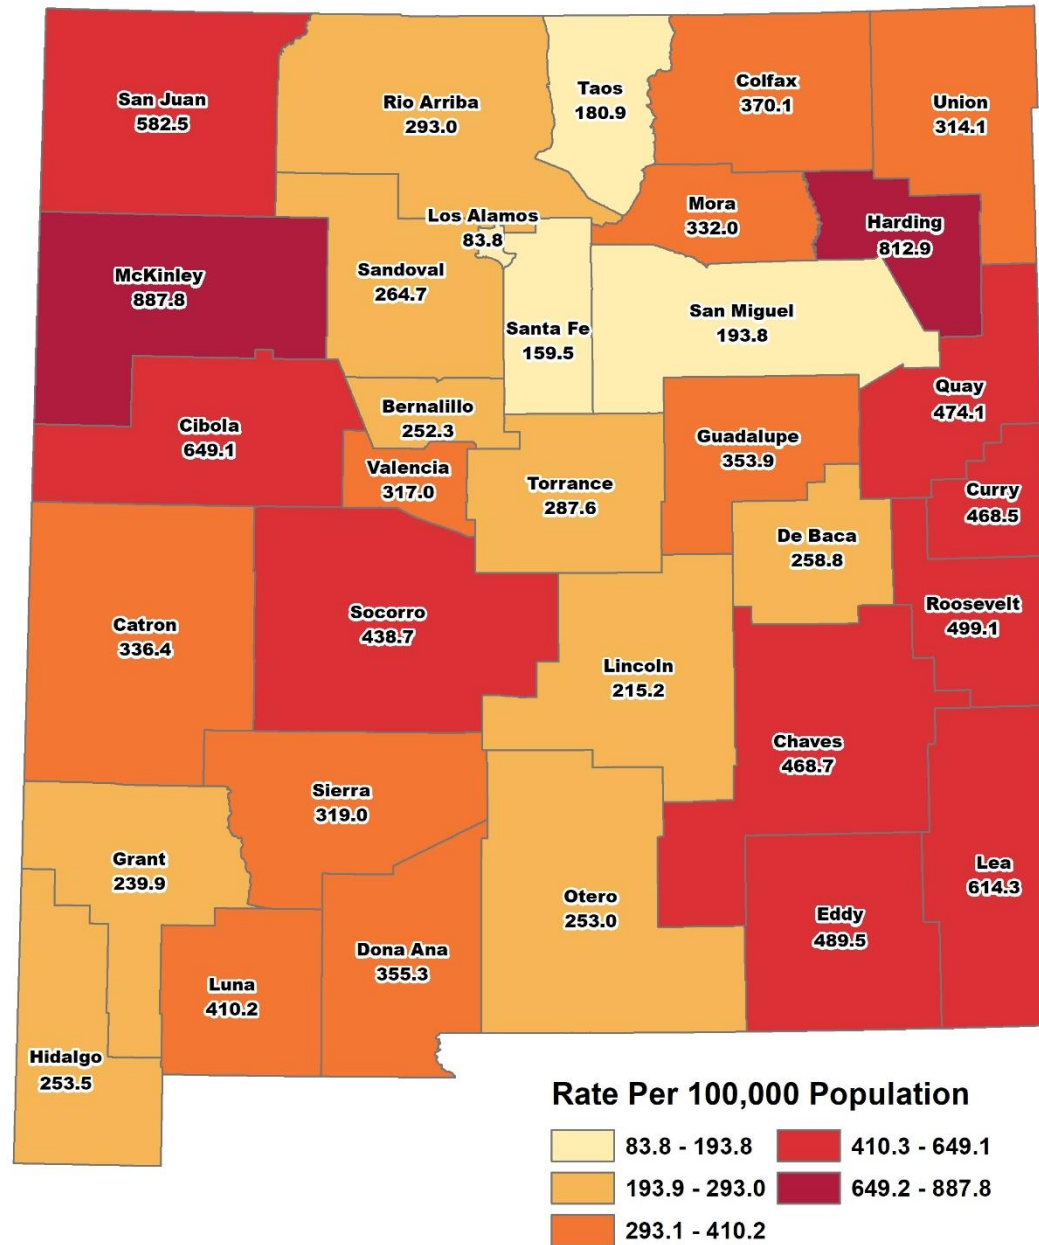 San Juan
582.5
Rio Arriba
293.0
Taos
180.9
Colfax
370.1
Union
314.1
Mora
332.0
Harding
812.9
Los Alamos
83.8
McKinley
887.8
Sandoval
264.7
Santa Fe
159.5
San Miguel
193.8
Quay
474.1
Cibola
649.1
Bernalillo
252.3
Valencia
317.0
Torrance
287.6
Guadalupe
353.9
Curry
468.5
De Baca
258.8
Roosevelt
499.1
Catron
336.4
Socorro
438.7
Lincoln
215.2
Chaves
468.7
Sierra
319.0
Grant
239.9
Otero
253.0
Eddy
489.5
Lea
614.3
Luna
410.2
Dona Ana
355.3
Hidalgo
253.5
Rate Per 100,000 Population
83.8 - 193.8
193.9 - 293.0
293.1 - 410.2
410.3 - 649.1
649.2 - 887.8